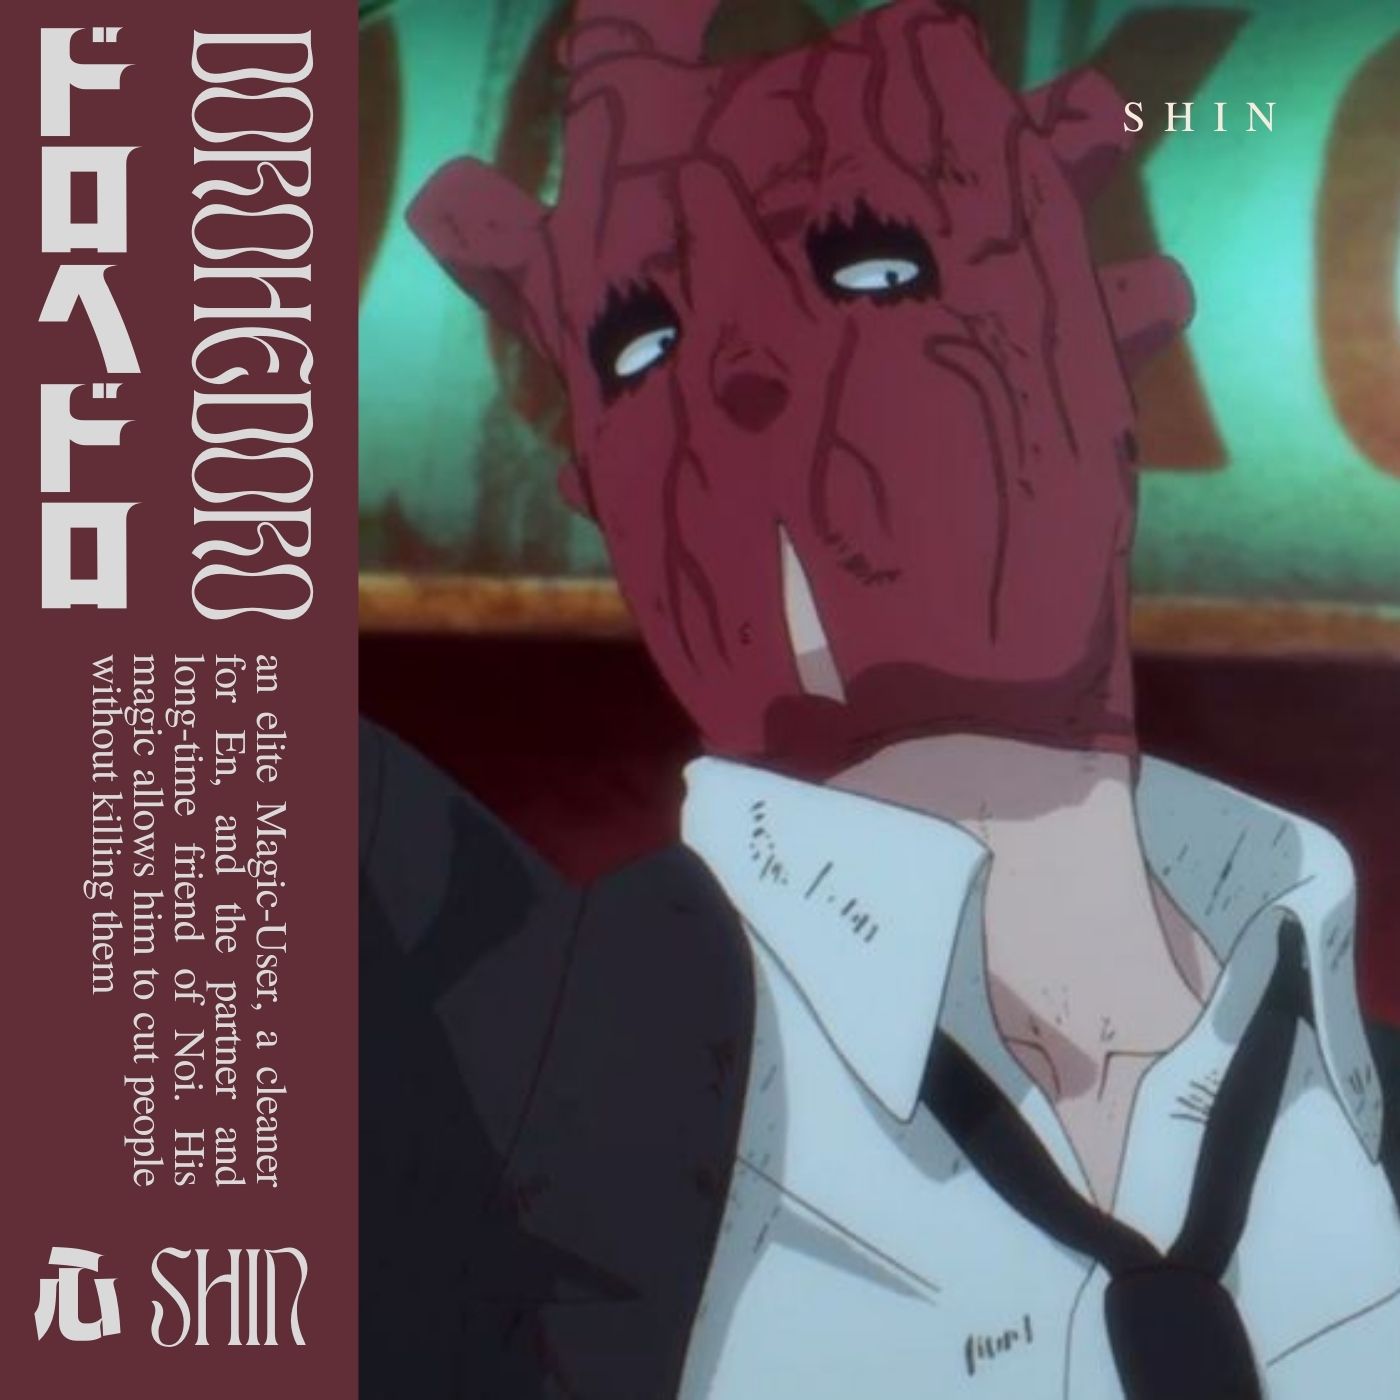 ドロヘドロ
DOROHEDORO
an elite Magic-User, a cleaner
for En, and the partner and
long-time friend of Noi. His
magic allows him to cut people
without killing them
心
SHIN
SHIN